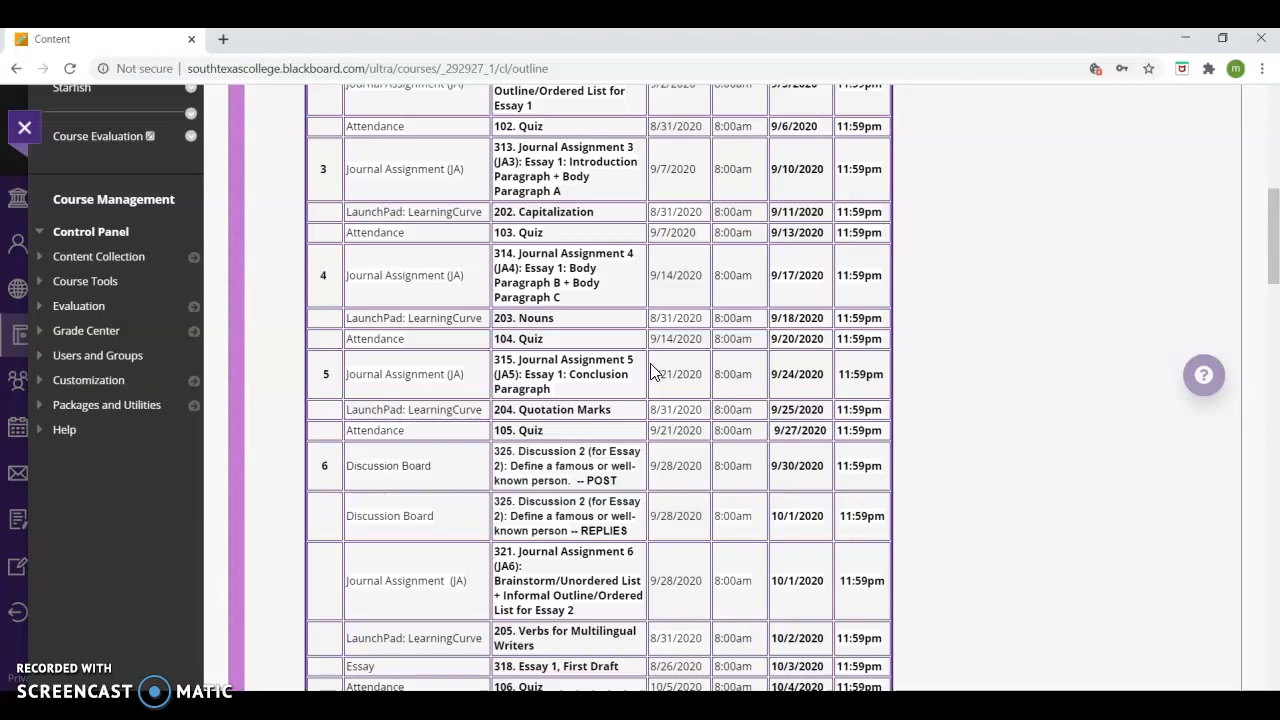 Content
Not secure southtexascollege.blackboard.com/ultra/courses/_292927_1/cl/outline
m
Starfish
Course Evaluation
Course Management
Control Panel
Content Collection
Course Tools
Evaluation
Grade Center
Users and Groups
Customization
Packages and Utilities
Help
Outline/Ordered List for
Essay 1
Attendance 102. Quiz 8/31/2020 8:00am 9/6/2020 11:59pm
3 Journal Assignment (JA) 313. Journal Assignment 3
(JA3): Essay 1: Introduction
Paragraph + Body
Paragraph A 9/7/2020 8:00am 9/10/2020 11:59pm
LaunchPad: LearningCurve 202. Capitalization 8/31/2020 8:00am 9/11/2020 11:59pm
Attendance 103. Quiz 9/7/2020 8:00am 9/13/2020 11:59pm
4 Journal Assignment (JA) 314. Journal Assignment 4
(JA4): Essay 1: Body
Paragraph B + Body
Paragraph C 9/14/2020 8:00am 9/17/2020 11:59pm
LaunchPad: LearningCurve 203. Nouns 8/31/2020 8:00am 9/18/2020 11:59pm
Attendance 104. Quiz 9/14/2020 8:00am 9/20/2020 11:59pm
5 Journal Assignment (JA) 315. Journal Assignment 5
(JA5): Essay 1: Conclusion
Paragraph 21/2020 8:00am 9/24/2020 11:59pm
LaunchPad: LearningCurve 204. Quotation Marks 8/31/2020 8:00am 9/25/2020 11:59pm
Attendance 105. Quiz 9/21/2020 8:00am 9/27/2020 11:59pm
6 Discussion Board 325. Discussion 2 (for Essay
2): Define a famous or well-
known person. -- POST 9/28/2020 8:00am 9/30/2020 11:59pm
Discussion Board 325. Discussion 2 (for Essay
2): Define a famous or well-
known person -- REPLIES 9/28/2020 8:00am 10/1/2020 11:59pm
Journal Assignment (JA) 321. Journal Assignment 6
(JA6):
Brainstorm/Unordered List
+ Informal Outline/Ordered
List for Essay 2 9/28/2020 8:00am 10/1/2020 11:59pm
LaunchPad: LearningCurve 205. Verbs for Multilingual
Writers 8/31/2020 8:00am 10/2/2020 11:59pm
Essay 318. Essay 1, First Draft 8/26/2020 8:00am 10/3/2020 11:59pm
Attendance 106. Quiz 10/5/2020 8:00am 10/4/2020 11:59pm
RECORDED WITH
SCREENCAST MATIC